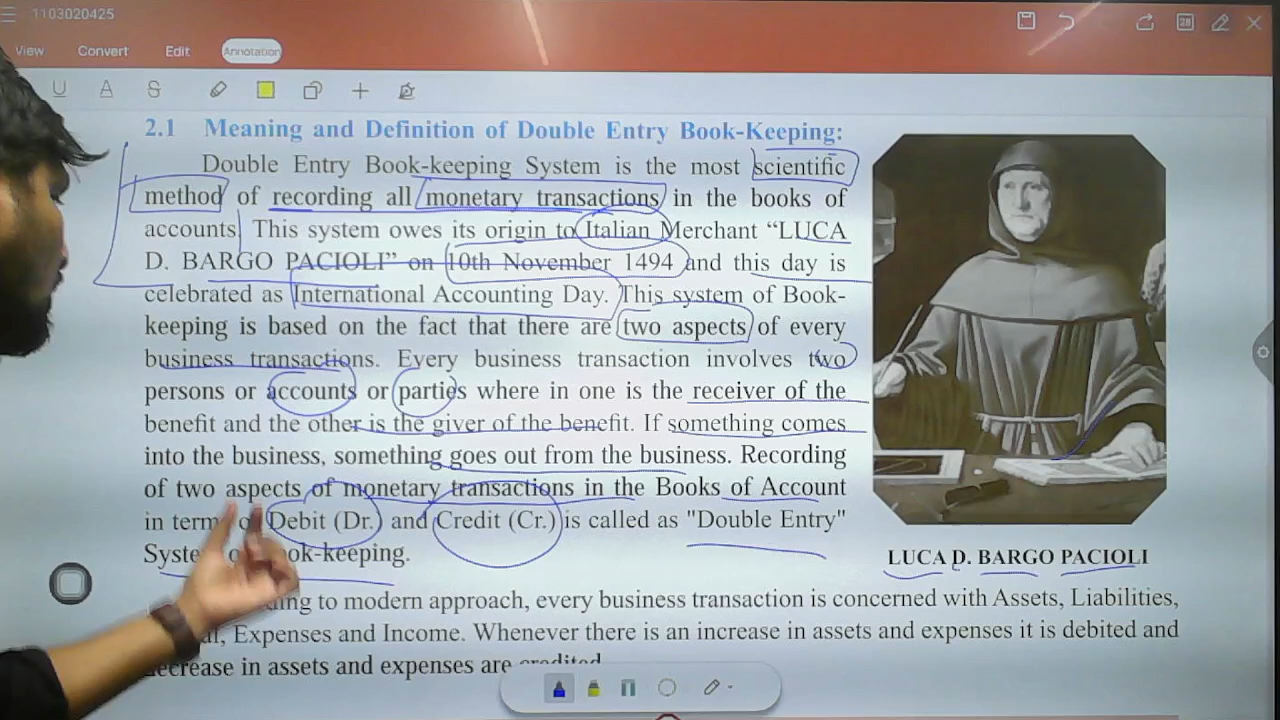 1103020425
View Convert Edit Annotation
28
U A S
2.1 Meaning and Definition of Double Entry Book-Keeping:
Double Entry Book-keeping System is the most scientific
method of recording all monetary transactions in the books of
accounts. This system owes its origin to Italian Merchant “LUCA
D. BARGO PACIOLI” on 10th November 1494 and this day is
celebrated as International Accounting Day. This system of Book-
keeping is based on the fact that there are two aspects of every
business transactions. Every business transaction involves two
persons or accounts or parties where in one is the receiver of the
benefit and the other is the giver of the benefit. If something comes
into the business, something goes out from the business. Recording
of two aspects of monetary transactions in the Books of Account
in Debit (Dr.) and Credit (Cr.) is called as "Double Entry"
LUCA D. BARGO PACIOLI
to modern approach, every business transaction is concerned with Assets, Liabilities,
Expenses and Income. Whenever there is an increase in assets and expenses it is debited and
decrease in assets and expenses are credited